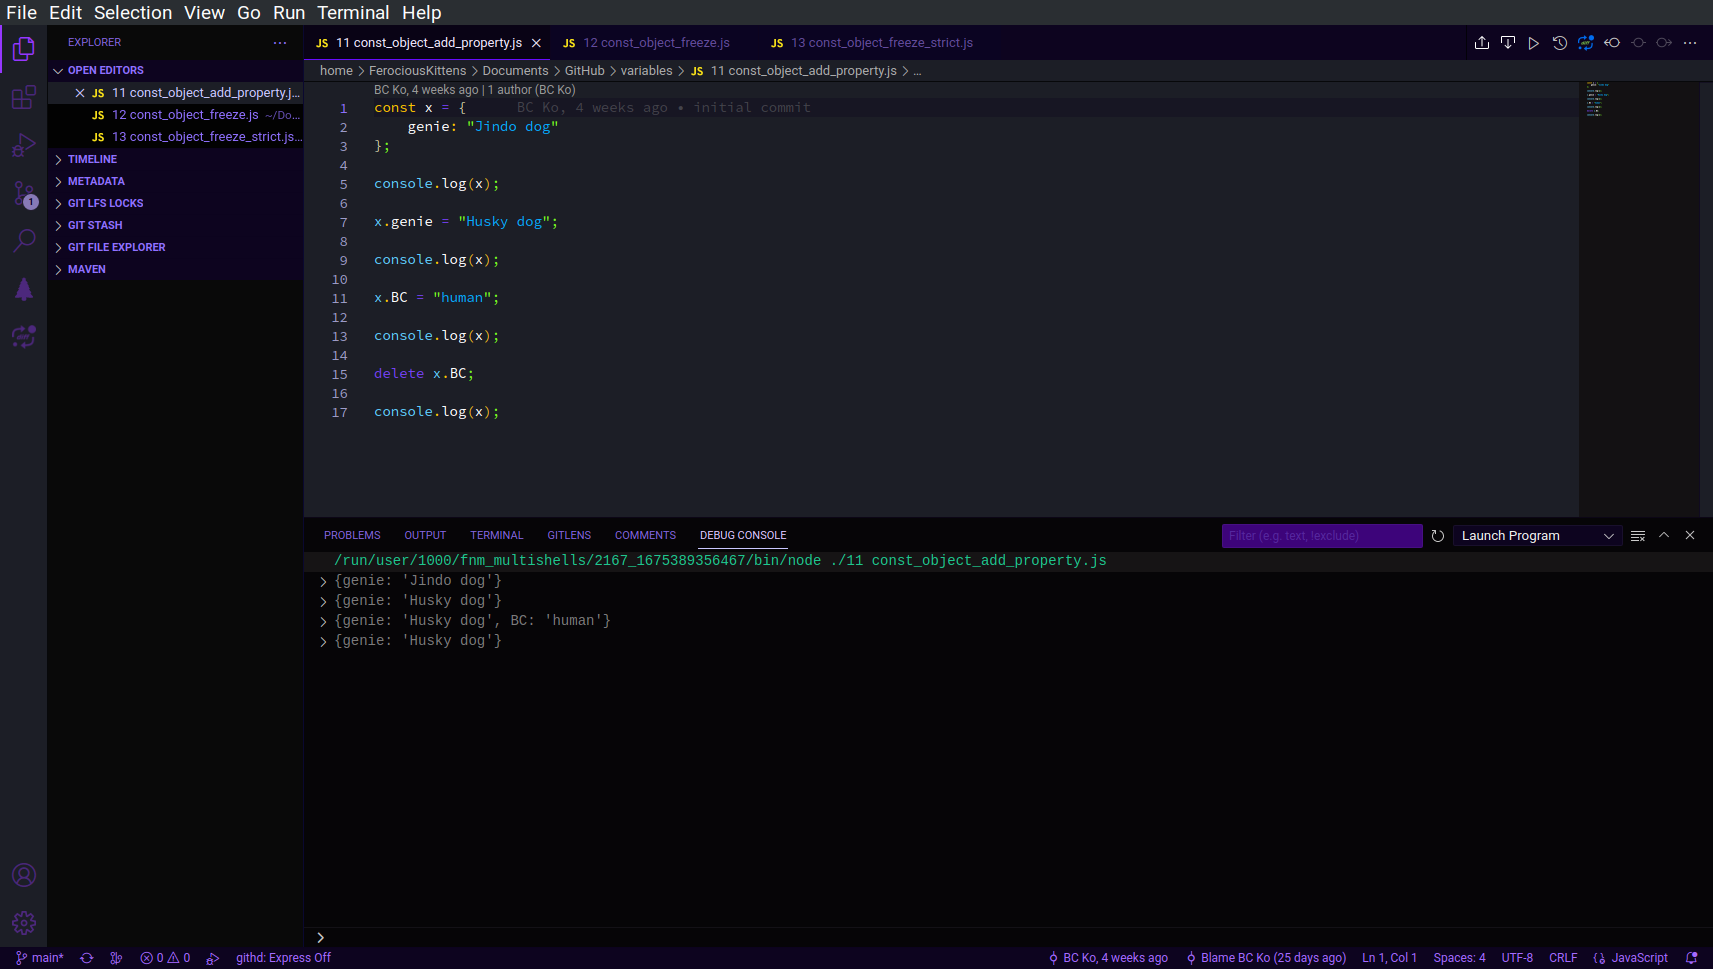 File Edit Selection View Go Run Terminal Help
EXPLORER
OPEN EDITORS
JS 11 const_object_add_property.j...
JS 12 const_object_freeze.js ~/Do...
JS 13 const_object_freeze_strict.js...
TIMELINE
METADATA
GIT LFS LOCKS
GIT STASH
GIT FILE EXPLORER
MAVEN
1
JS 11 const_object_add_property.js JS 12 const_object_freeze.js JS 13 const_object_freeze_strict.js
home > FerociousKittens > Documents > GitHub > variables > JS 11 const_object_add_property.js > ...
BC Ko, 4 weeks ago | 1 author (BC Ko)
1 const x = { BC Ko, 4 weeks ago • initial commit
2 genie: "Jindo dog"
3 };
4
5 console.log(x);
6
7 x.genie = "Husky dog";
8
9 console.log(x);
10
11 x.BC = "human";
12
13 console.log(x);
14
15 delete x.BC;
16
17 console.log(x);
PROBLEMS OUTPUT TERMINAL GITLENS COMMENTS DEBUG CONSOLE Filter (e.g. text, !exclude) Launch Program
/run/user/1000/fnm_multishells/2167_1675389356467/bin/node ./11 const_object_add_property.js
> {genie: 'Jindo dog'}
> {genie: 'Husky dog'}
> {genie: 'Husky dog', BC: 'human'}
> {genie: 'Husky dog'}
>
main* 0 0 githd: Express Off BC Ko, 4 weeks ago Blame BC Ko (25 days ago) Ln 1, Col 1 Spaces: 4 UTF-8 CRLF JavaScript